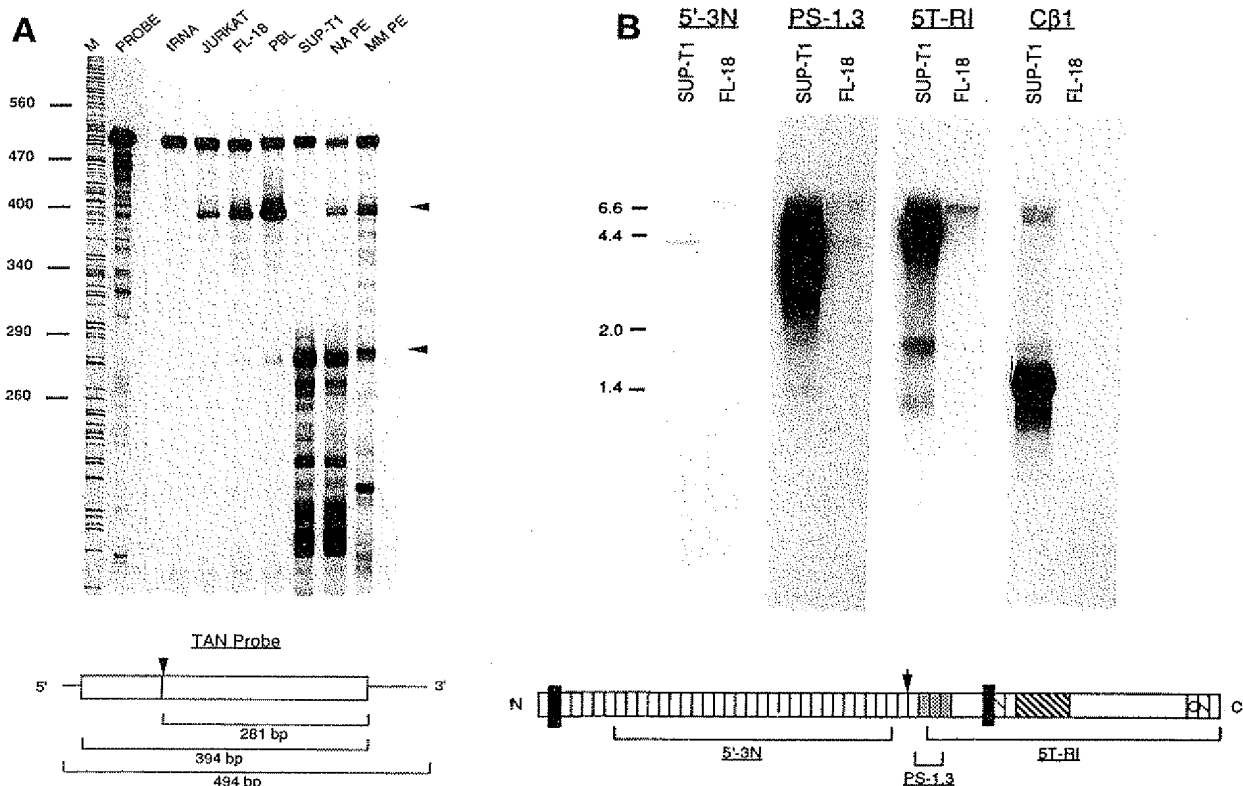 A
M PROBE tRNA JURKAT FL-18 PBL SUP-T1 NA PE MM PE
560
470
400
340
290
260
TAN Probe
5' 3'
281 bp
394 bp
494 bp
B
5'-3N PS-1.3 5T-RI Cβ1
SUP-T1 FL-18 SUP-T1 FL-18 SUP-T1 FL-18 SUP-T1 FL-18
6.6
4.4
2.0
1.4
N C
5'-3N 5T-RI
PS-1.3